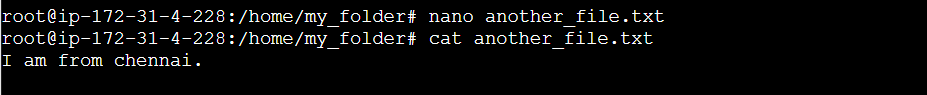 root@ip-172-31-4-228:/home/my_folder# nano another_file.txt
root@ip-172-31-4-228:/home/my_folder# cat another_file.txt
I am from chennai.